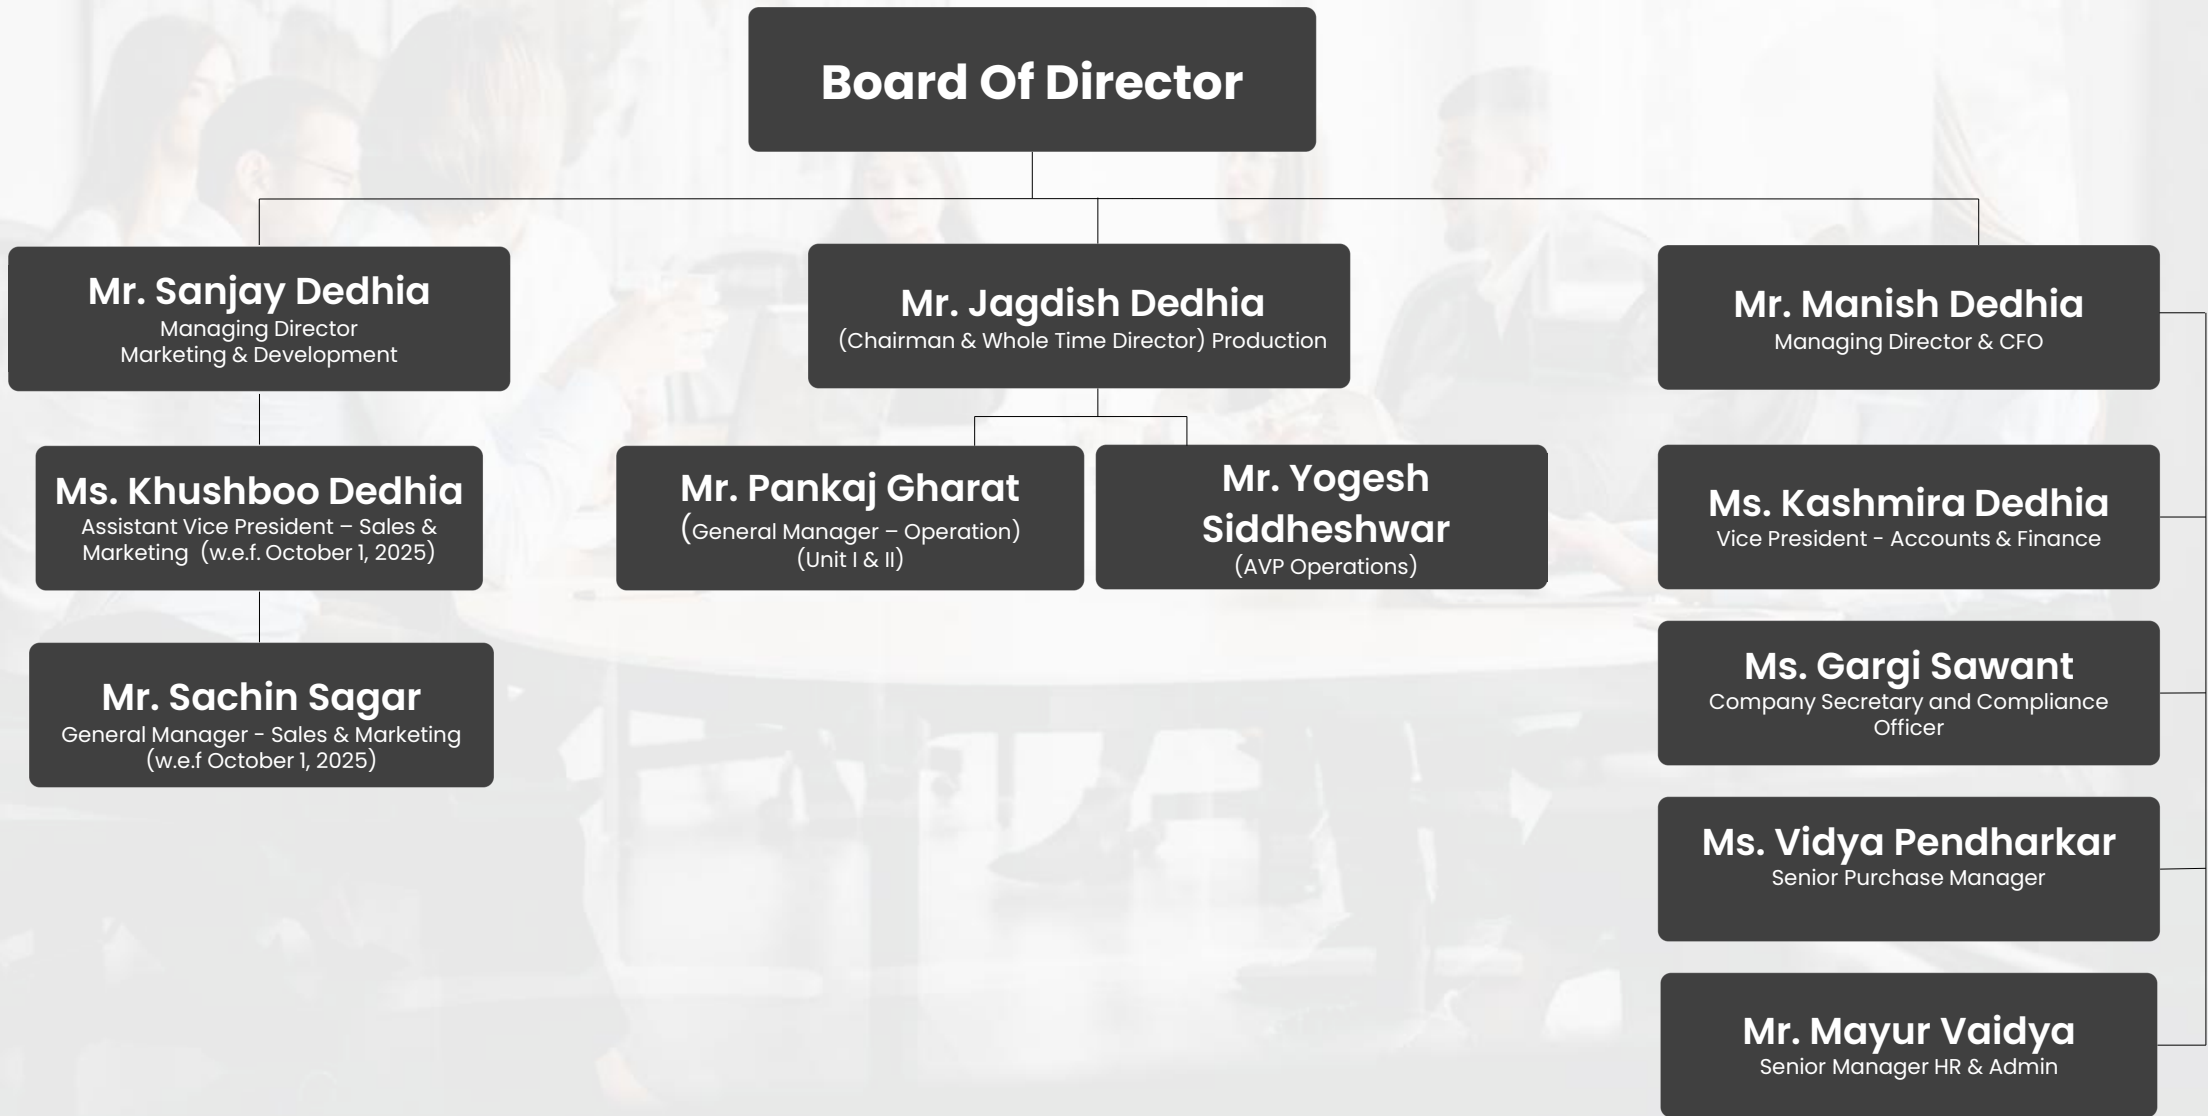 Board Of Director
Mr. Sanjay Dedhia
Managing Director
Marketing & Development
Mr. Jagdish Dedhia
(Chairman & Whole Time Director) Production
Mr. Manish Dedhia
Managing Director & CFO
Ms. Khushboo Dedhia
Assistant Vice President – Sales &
Marketing (w.e.f. October 1, 2025)
Mr. Pankaj Gharat
(General Manager – Operation)
(Unit I & II)
Mr. Yogesh
Siddheshwar
(AVP Operations)
Ms. Kashmira Dedhia
Vice President - Accounts & Finance
Mr. Sachin Sagar
General Manager - Sales & Marketing
(w.e.f October 1, 2025)
Ms. Gargi Sawant
Company Secretary and Compliance
Officer
Ms. Vidya Pendharkar
Senior Purchase Manager
Mr. Mayur Vaidya
Senior Manager HR & Admin